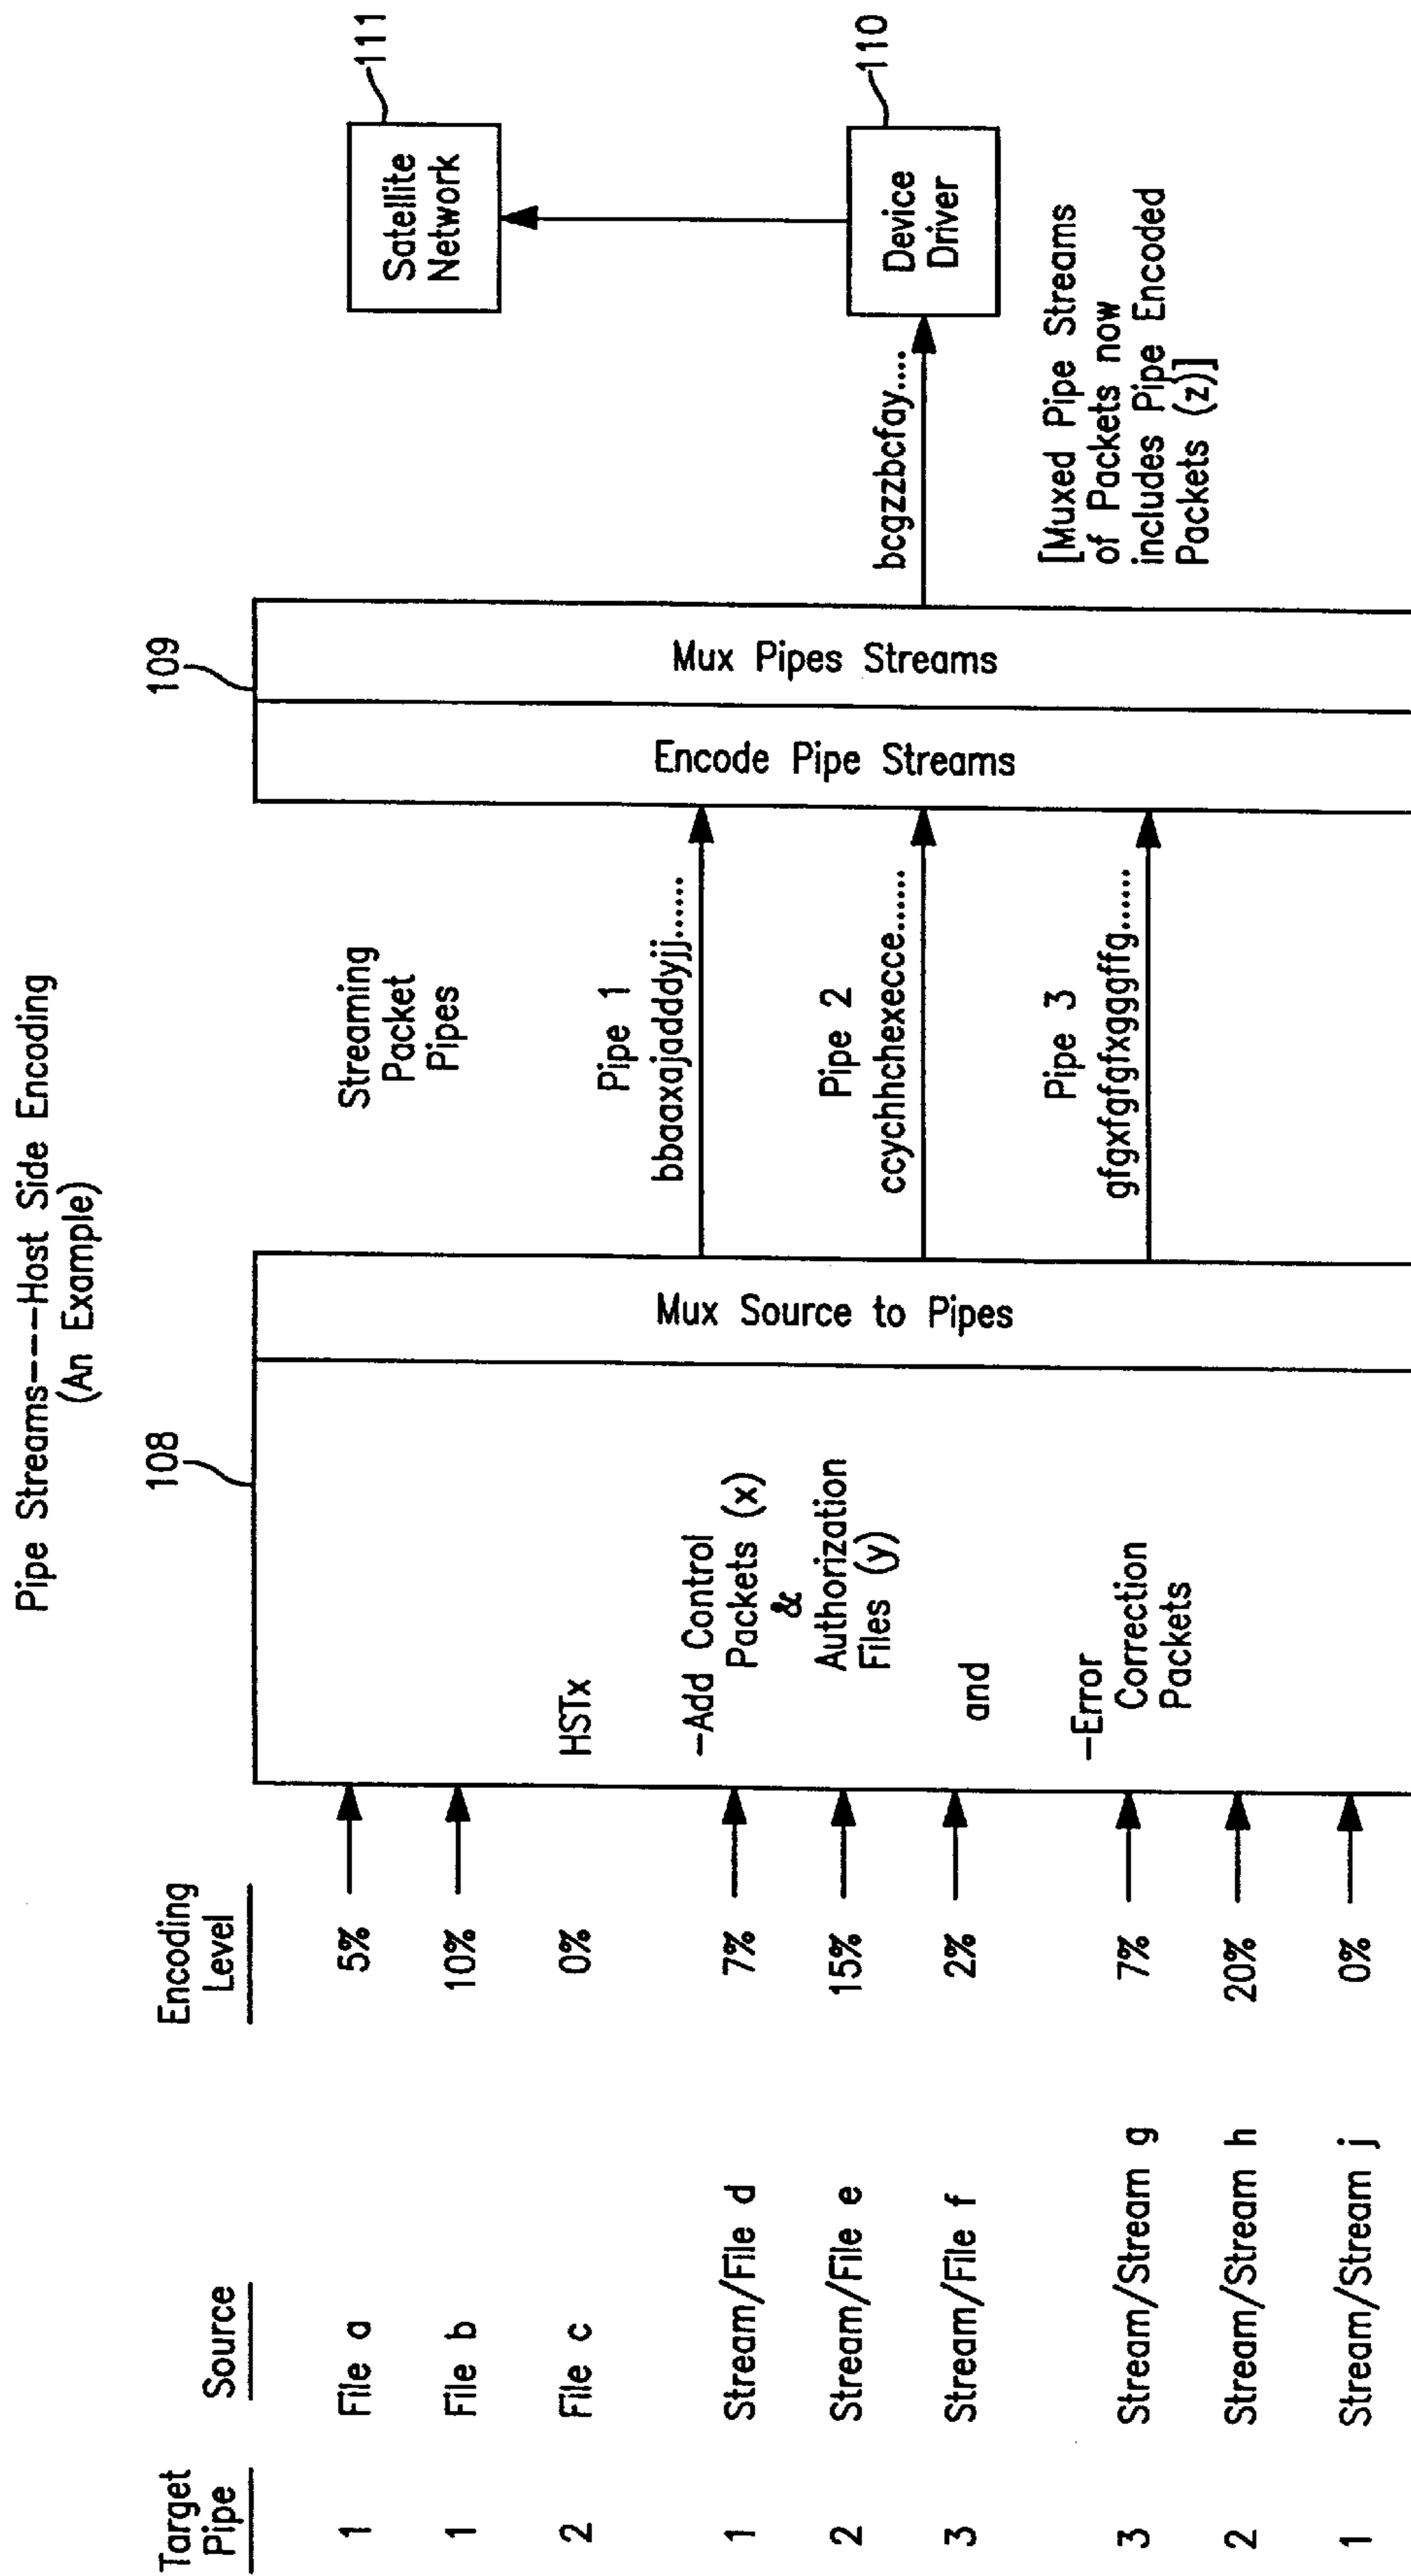 Pipe Streams----Host Side Encoding
(An Example)
Target
Pipe
Source
Encoding
Level
1 File a 5%
1 File b 10%
2 File c 0%
1 Stream/File d 7%
2 Stream/File e 15%
3 Stream/File f 2%
3 Stream/Stream g 7%
2 Stream/Stream h 20%
1 Stream/Stream j 0%
108
HSTx
-Add Control
Packets (x)
&
Authorization
Files (y)
and
-Error
Correction
Packets
Mux Source to Pipes
Streaming
Packet
Pipes
Pipe 1
bbaaxajadddyjj......
Pipe 2
ccychhchexecce......
Pipe 3
gfgxfgfgfxgggffg......
109
Encode Pipe Streams
Mux Pipes Streams
bcgzzbcfay....
[Muxed Pipe Streams
of Packets now
includes Pipe Encoded
Packets (z)]
Device
Driver
110
Satellite
Network
111